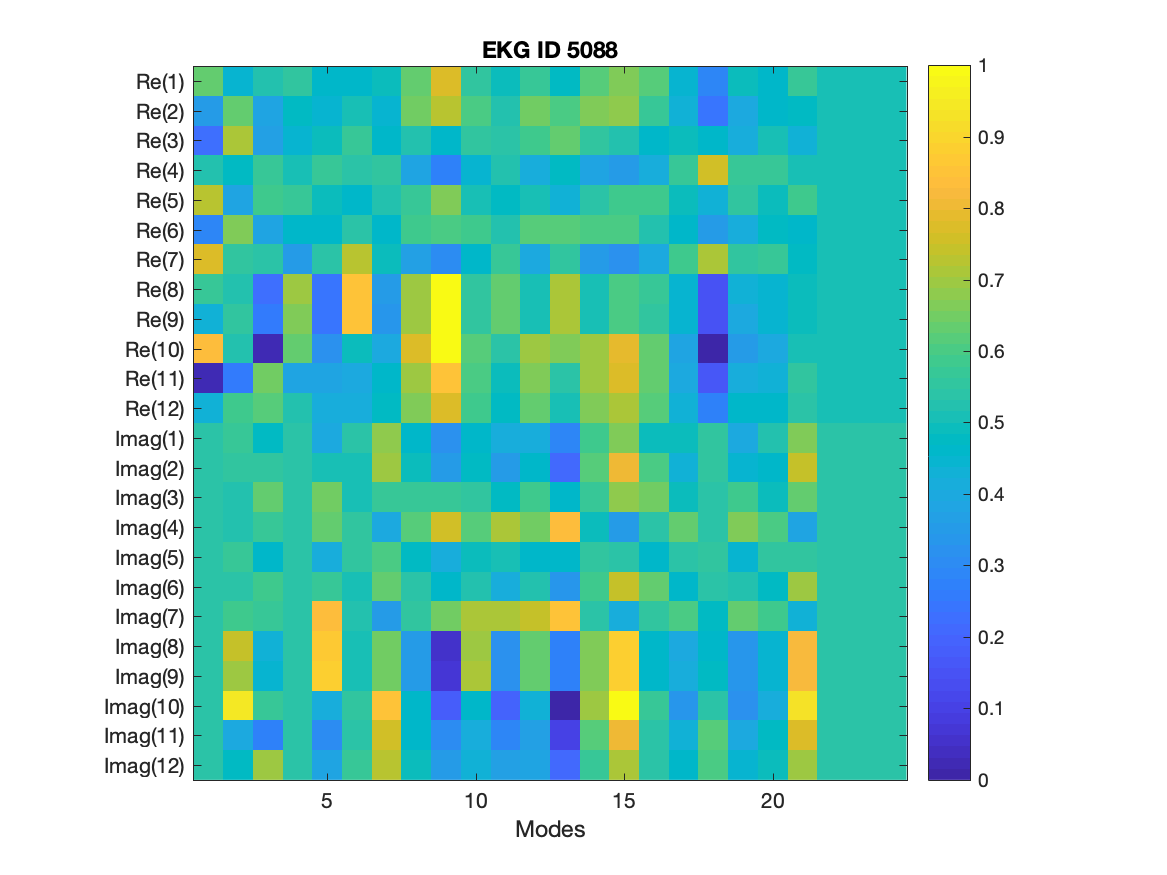 EKG ID 5088
Re(1)
Re(2)
Re(3)
Re(4)
Re(5)
Re(6)
Re(7)
Re(8)
Re(9)
Re(10)
Re(11)
Re(12)
Imag(1)
Imag(2)
Imag(3)
Imag(4)
Imag(5)
Imag(6)
Imag(7)
Imag(8)
Imag(9)
Imag(10)
Imag(11)
Imag(12)
5 10 15 20
Modes
1
0.9
0.8
0.7
0.6
0.5
0.4
0.3
0.2
0.1
0